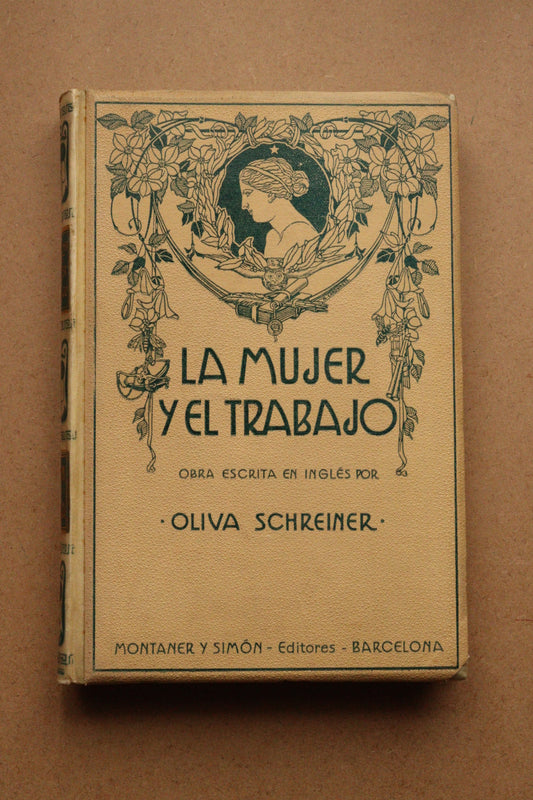 LA MUJER
Y EL TRABAJO
OBRA ESCRITA EN INGLÉS POR
· OLIVA SCHREINER ·
MONTANER Y SIMÓN - Editores - BARCELONA